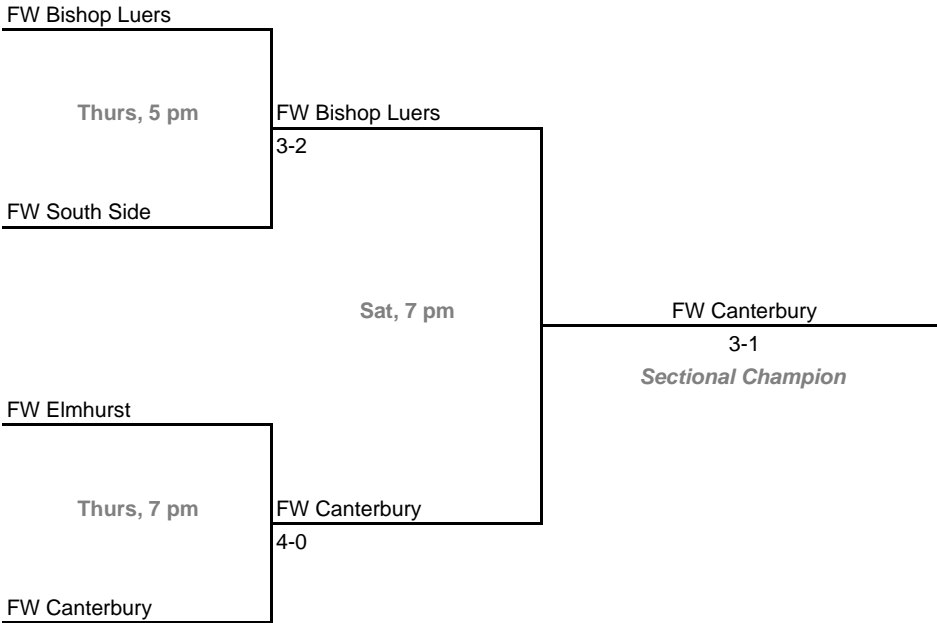 FW Bishop Luers
Thurs, 5 pm
FW Bishop Luers
3-2
FW South Side
Sat, 7 pm
FW Canterbury
3-1
Sectional Champion
FW Elmhurst
Thurs, 7 pm
FW Canterbury
4-0
FW Canterbury